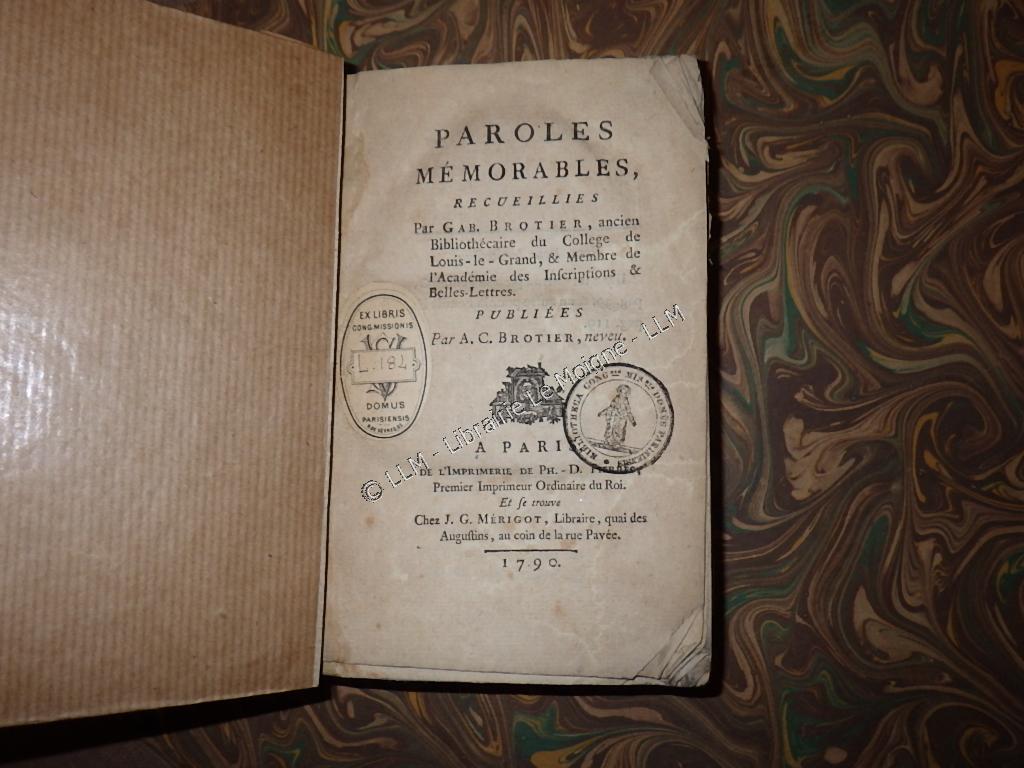 PAROLES
MÉMORABLES,
RECUEILLIES
Par GAB. BROTIER, ancien
Bibliothécaire du College de
Louis-le-Grand, & Membre de
l'Académie des Inſcriptions &
Belles-Lettres.
PUBLIÉES
Par A. C. BROTIER, neveu.
A PARI
DE L'IMPRIMERIE DE PH.-D.
Premier Imprimeur Ordinaire du Roi.
Et ſe trouve
Chez J. G. MÉRIGOT, Libraire, quai des
Auguſtins, au coin de la rue Pavée.
1790.
EX LIBRIS
CONG. MISSIONIS
L. 184
DOMUS
PARISIENSIS
BIBLIOTHECA CONG
© LLM - Librairie Le Moigne - LLM